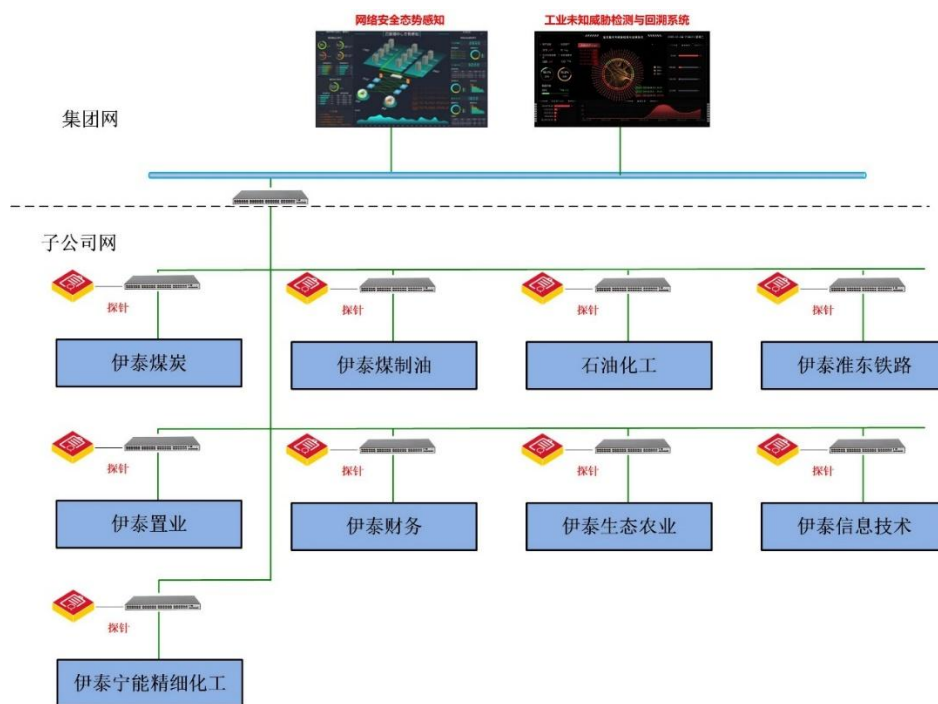 网络安全态势感知
工业未知威胁检测与回溯系统
集团网
子公司网
探针
探针
探针
探针
伊泰煤炭
伊泰煤制油
石油化工
伊泰准东铁路
探针
探针
探针
探针
伊泰置业
伊泰财务
伊泰生态农业
伊泰信息技术
探针
伊泰宁能精细化工